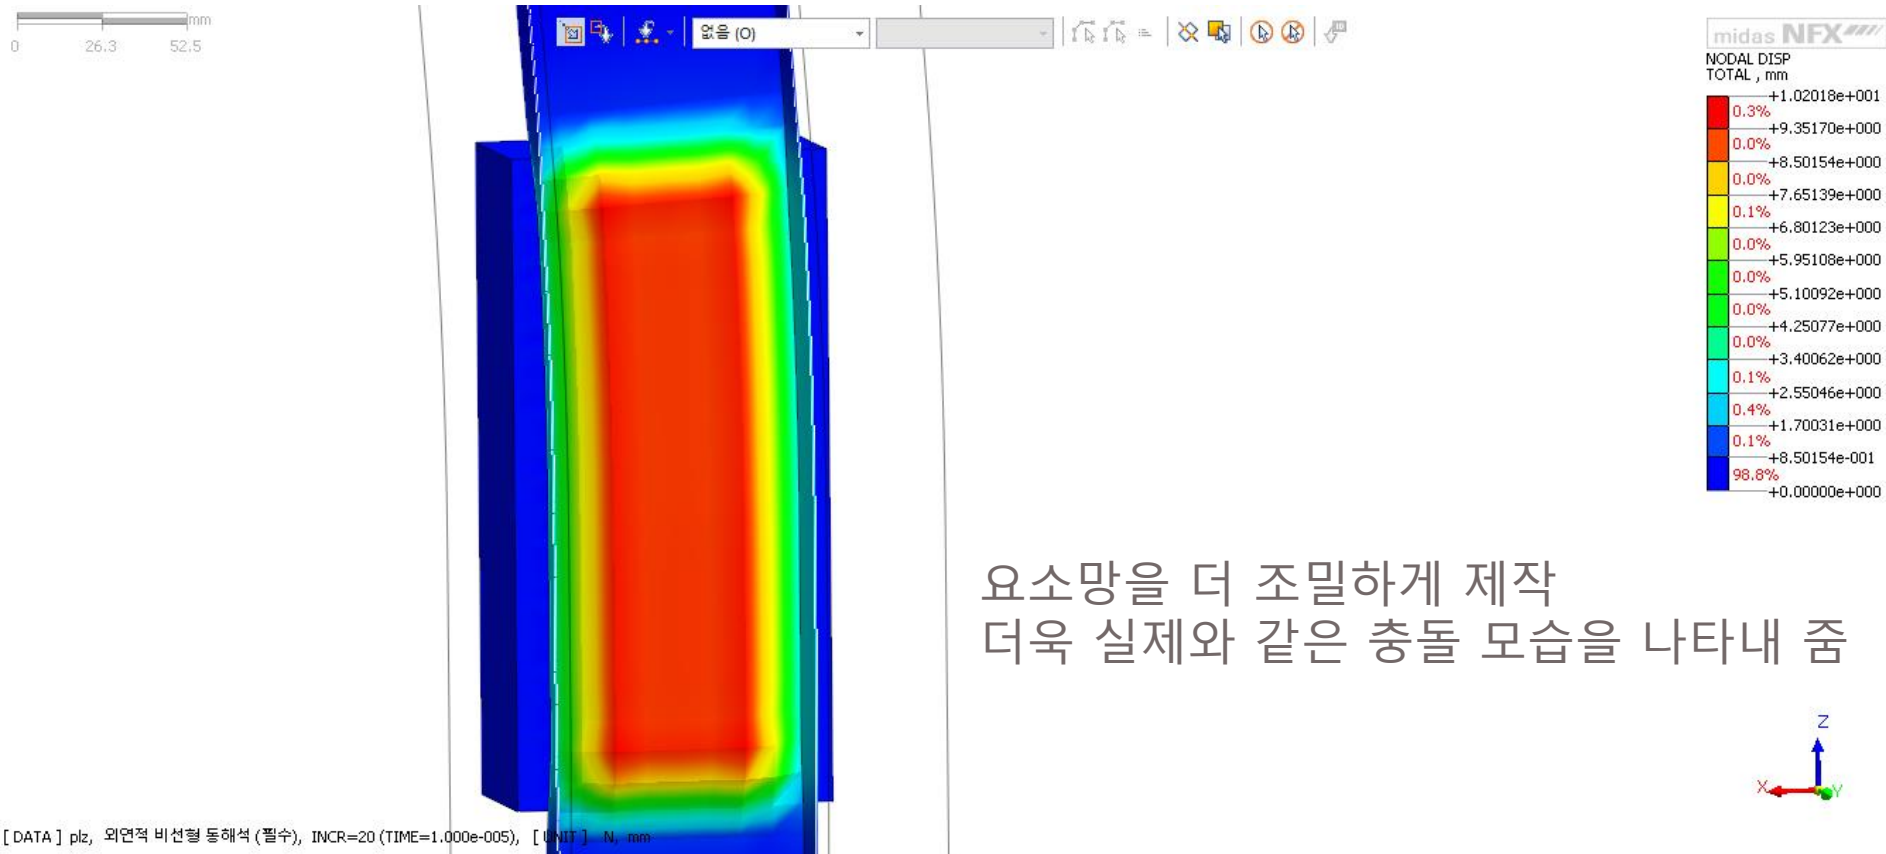 mm
0 26.3 52.5
없음 (O)
midas NFX
NODAL DISP
TOTAL , mm
+1.02018e+001
0.3%
+9.35170e+000
0.0%
+8.50154e+000
0.0%
+7.65139e+000
0.1%
+6.80123e+000
0.0%
+5.95108e+000
0.0%
+5.10092e+000
0.0%
+4.25077e+000
0.0%
+3.40062e+000
0.1%
+2.55046e+000
0.4%
+1.70031e+000
0.1%
+8.50154e-001
98.8%
+0.00000e+000
요소망을 더 조밀하게 제작
더욱 실제와 같은 충돌 모습을 나타내 줌
Z
X Y
[ DATA ] plz, 외연적 비선형 동해석 (필수), INCR=20 (TIME=1.000e-005), [ UNIT ] N, mm